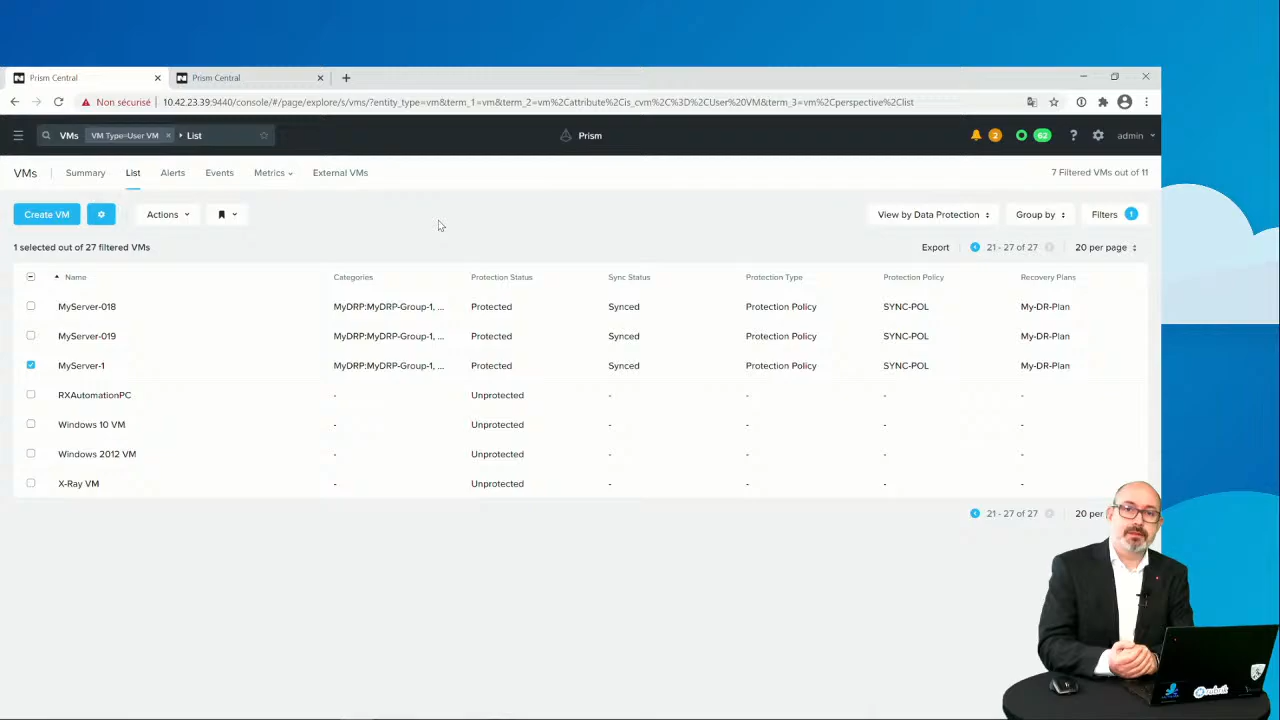 Prism Central
Prism Central
Non sécurisé
10.42.23.39:9440/console/#/page/explore/s/vms/?entity_type=vm&term_1=vm&term_2=vm%2Cattribute%2Cis_cvm%2C%3D%2CUser%20VM&term_3=vm%2Cperspective%2Clist
VMs VM Type=User VM × List
Prism
2 62 ? admin
VMs Summary List Alerts Events Metrics External VMs 7 Filtered VMs out of 11
Create VM Actions View by Data Protection Group by Filters 1
1 selected out of 27 filtered VMs Export 21 - 27 of 27 20 per page
Name Categories Protection Status Sync Status Protection Type Protection Policy Recovery Plans
MyServer-018 MyDRP:MyDRP-Group-1, ... Protected Synced Protection Policy SYNC-POL My-DR-Plan
MyServer-019 MyDRP:MyDRP-Group-1, ... Protected Synced Protection Policy SYNC-POL My-DR-Plan
MyServer-1 MyDRP:MyDRP-Group-1, ... Protected Synced Protection Policy SYNC-POL My-DR-Plan
RXAutomationPC - Unprotected - - - -
Windows 10 VM - Unprotected - - - -
Windows 2012 VM - Unprotected - - - -
X-Ray VM - Unprotected - - - -
21 - 27 of 27 20 per
rubrik